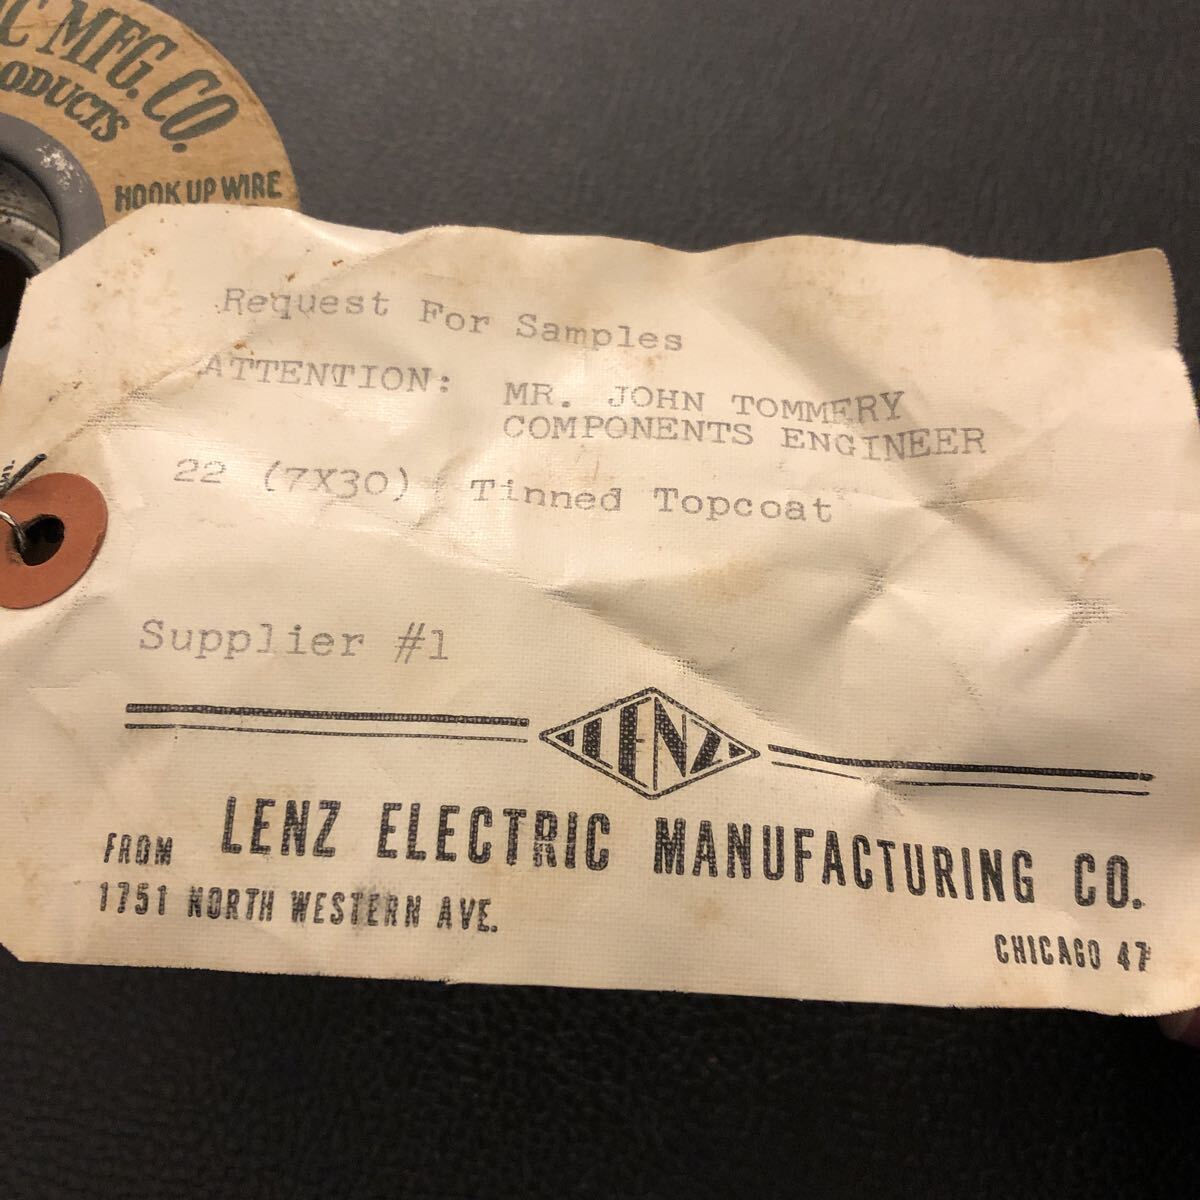 C MFG. CO.
ODUCTS
HOOK UP WIRE
Request For Samples
ATTENTION: MR. JOHN TOMMERY
COMPONENTS ENGINEER
22 (7X30) Tinned Topcoat
Supplier #1
LENZ
FROM LENZ ELECTRIC MANUFACTURING CO.
1751 NORTH WESTERN AVE.
CHICAGO 47